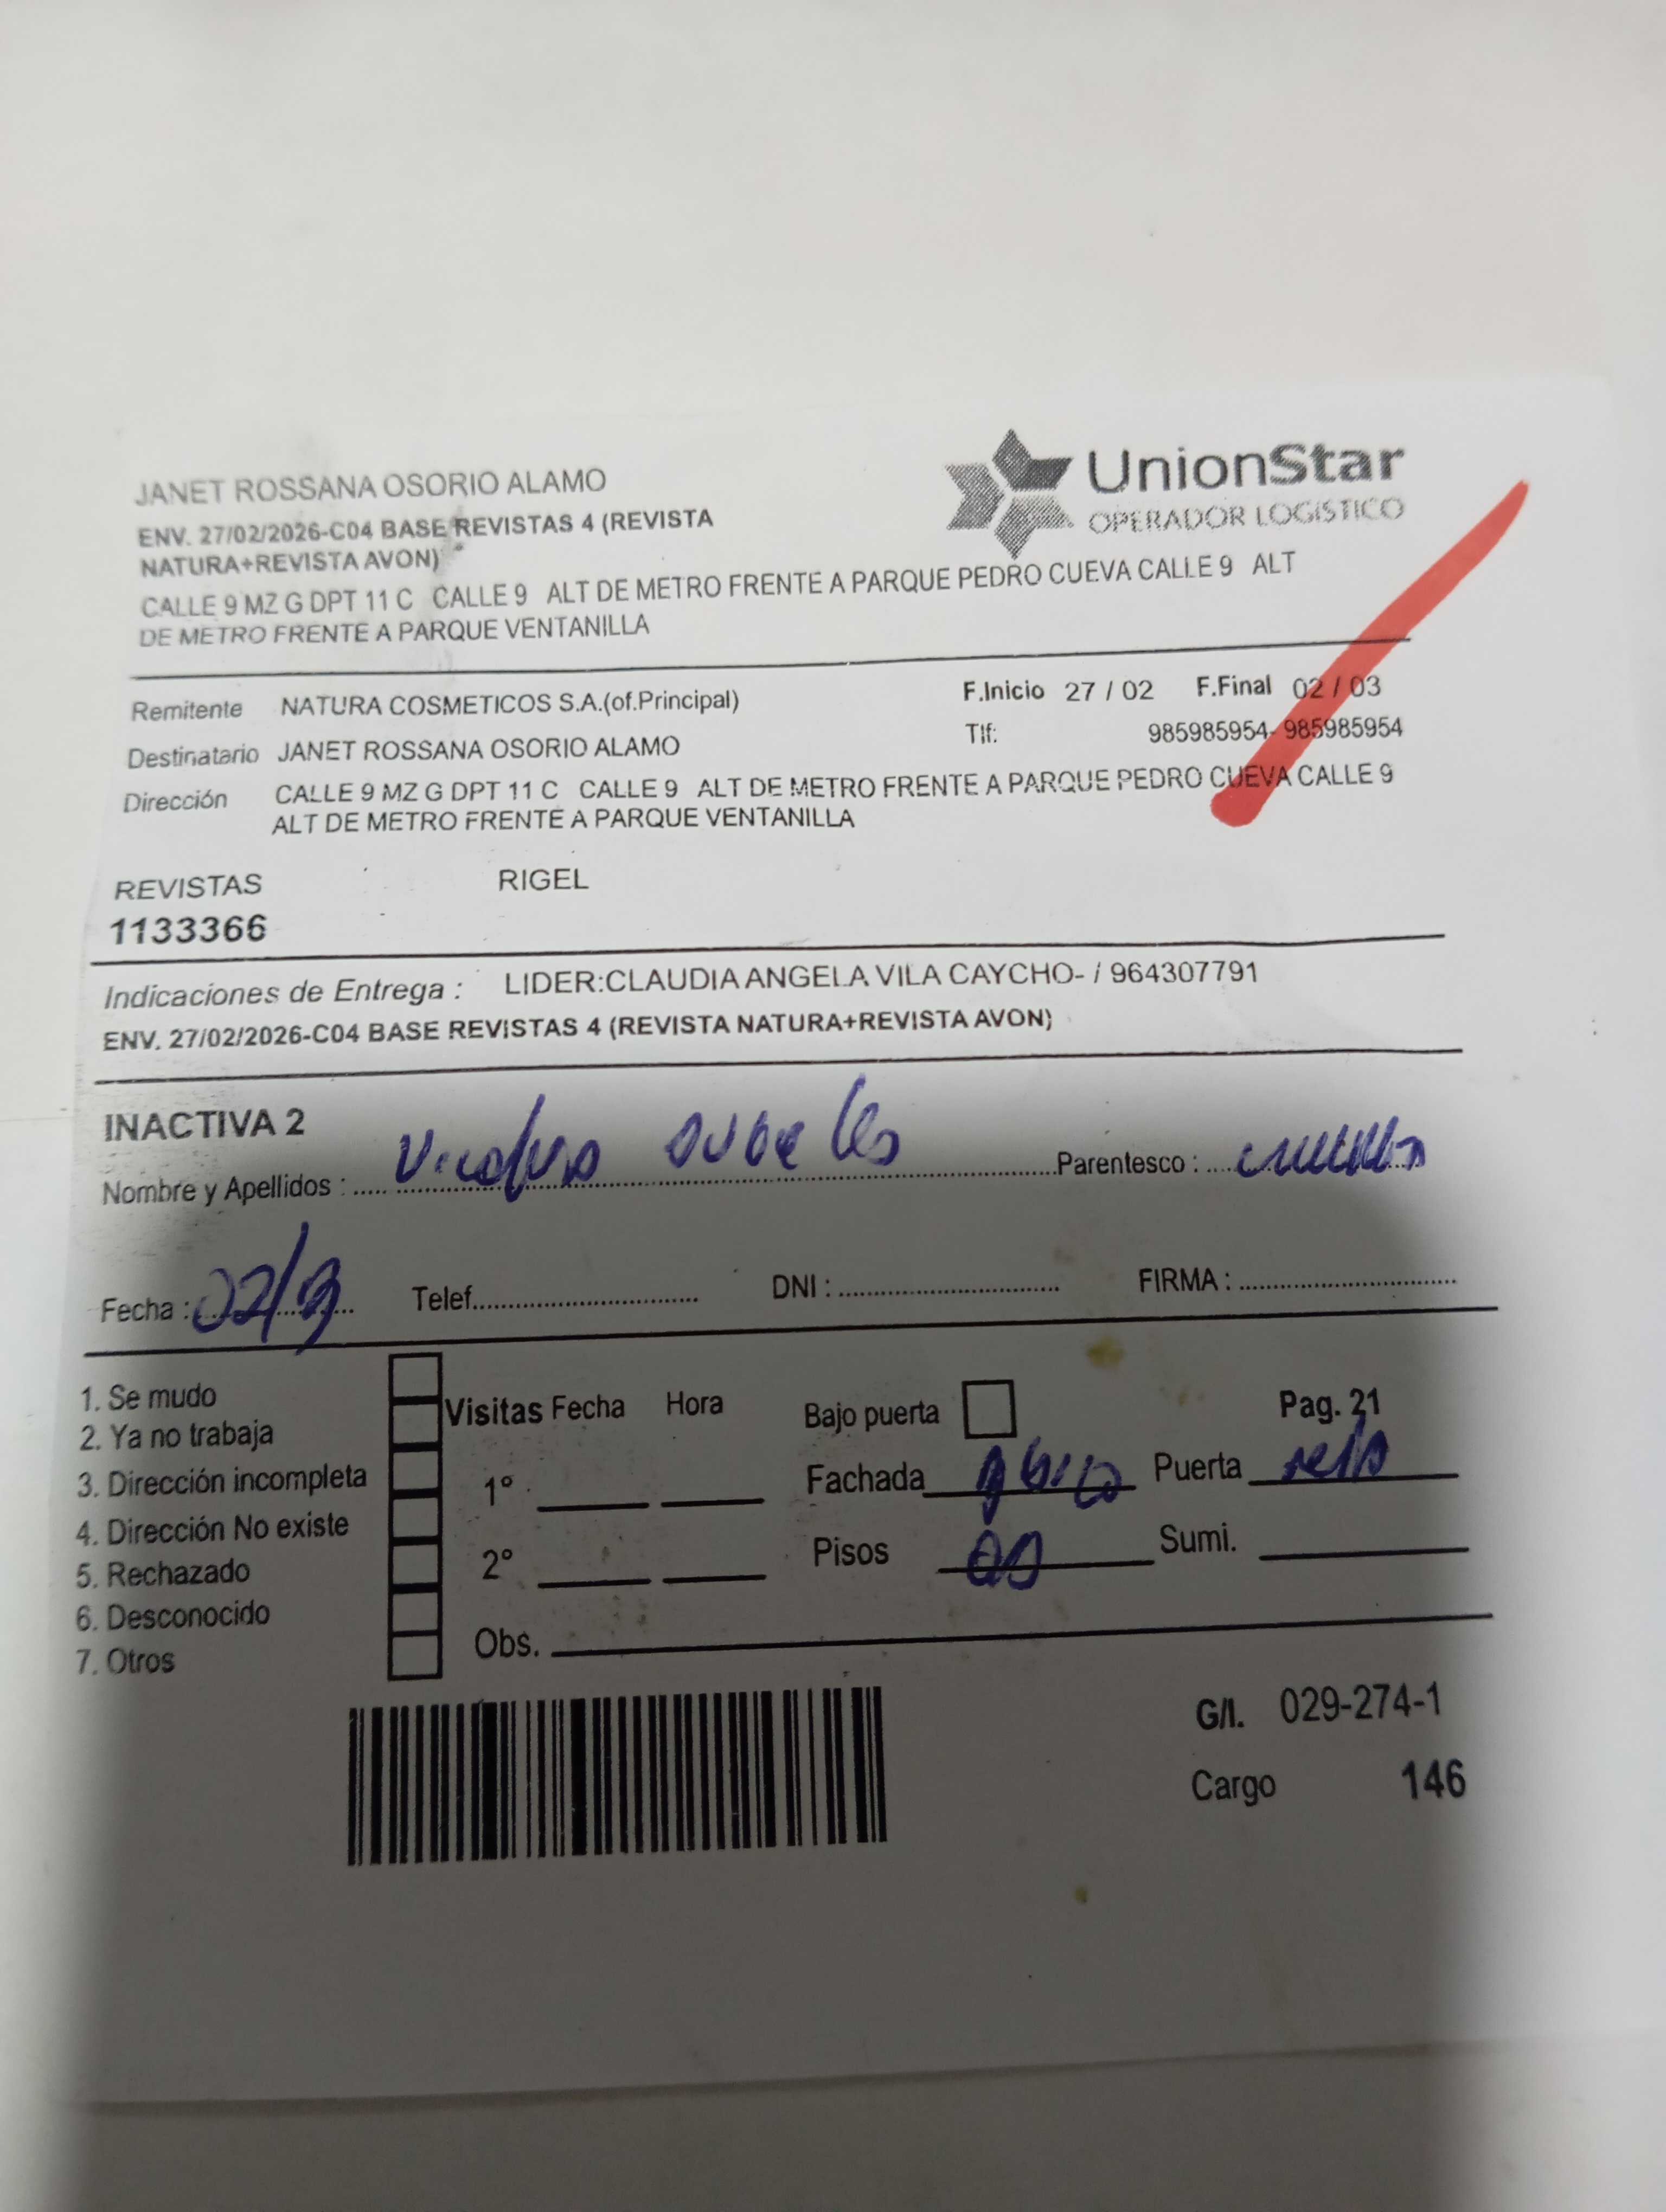 JANET ROSSANA OSORIO ALAMO
ENV. 27/02/2026-C04 BASE REVISTAS 4 (REVISTA
NATURA+REVISTA AVON)
CALLE 9 MZ G DPT 11 C CALLE 9 ALT DE METRO FRENTE A PARQUE PEDRO CUEVA CALLE 9 ALT
DE METRO FRENTE A PARQUE VENTANILLA
UnionStar
OPERADOR LOGISTICO
Remitente NATURA COSMETICOS S.A.(of.Principal)
F.Inicio 27 / 02 F.Final 02 / 03
Destinatario JANET ROSSANA OSORIO ALAMO
Tlf: 985985954- 985985954
Dirección CALLE 9 MZ G DPT 11 C CALLE 9 ALT DE METRO FRENTE A PARQUE PEDRO CUEVA CALLE 9
ALT DE METRO FRENTE A PARQUE VENTANILLA
REVISTAS RIGEL
1133366
Indicaciones de Entrega : LIDER:CLAUDIA ANGELA VILA CAYCHO- / 964307791
ENV. 27/02/2026-C04 BASE REVISTAS 4 (REVISTA NATURA+REVISTA AVON)
INACTIVA 2
Nombre y Apellidos : Parentesco :
Fecha : 02/3 Telef. DNI : FIRMA :
1. Se mudo
2. Ya no trabaja
3. Dirección incompleta
4. Dirección No existe
5. Rechazado
6. Desconocido
7. Otros
Visitas Fecha Hora
1°
2°
Obs.
Bajo puerta Pag. 21
Fachada Puerta
Pisos Sumi.
G/I. 029-274-1
Cargo 146